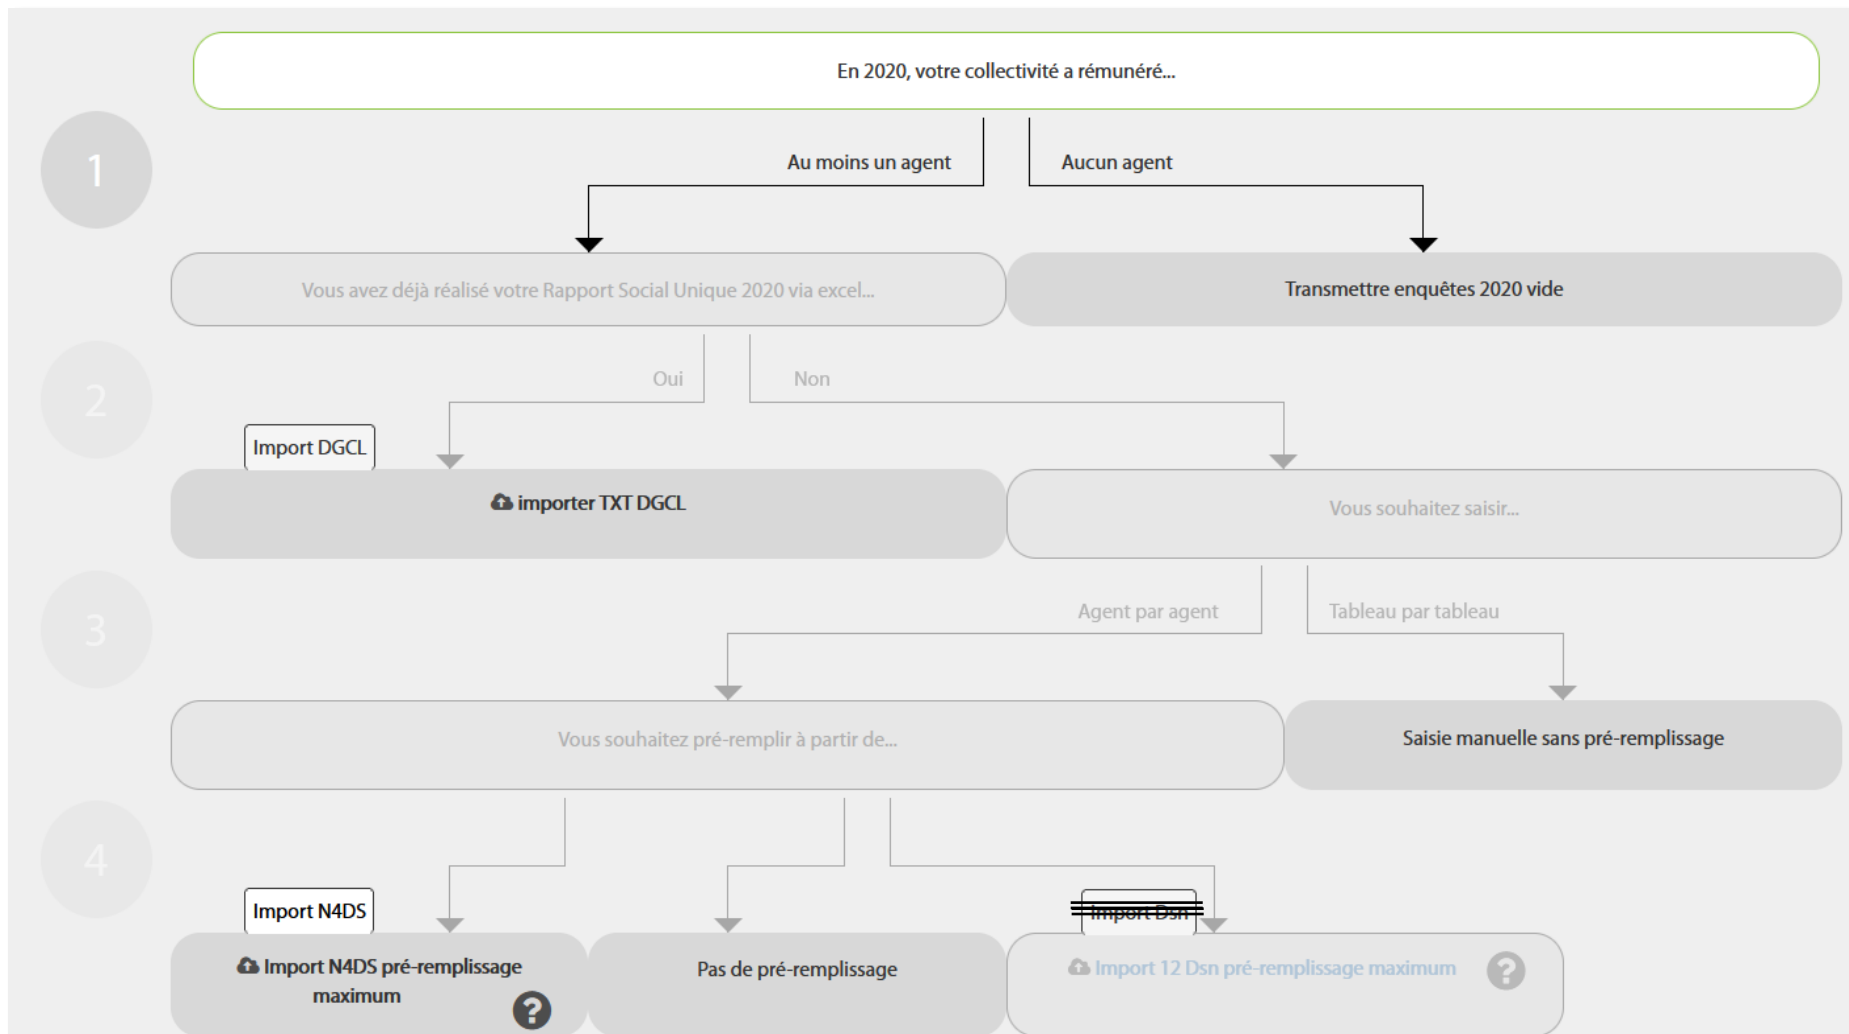 En 2020, votre collectivité a rémunéré...
1
Au moins un agent
Aucun agent
Vous avez déjà réalisé votre Rapport Social Unique 2020 via excel...
Transmettre enquêtes 2020 vide
2
Oui
Non
Import DGCL
importer TXT DGCL
Vous souhaitez saisir...
3
Agent par agent
Tableau par tableau
Vous souhaitez pré-remplir à partir de...
Saisie manuelle sans pré-remplissage
4
Import N4DS
Import Dsn
Import N4DS pré-remplissage
maximum
?
Pas de pré-remplissage
Import 12 Dsn pré-remplissage maximum
?